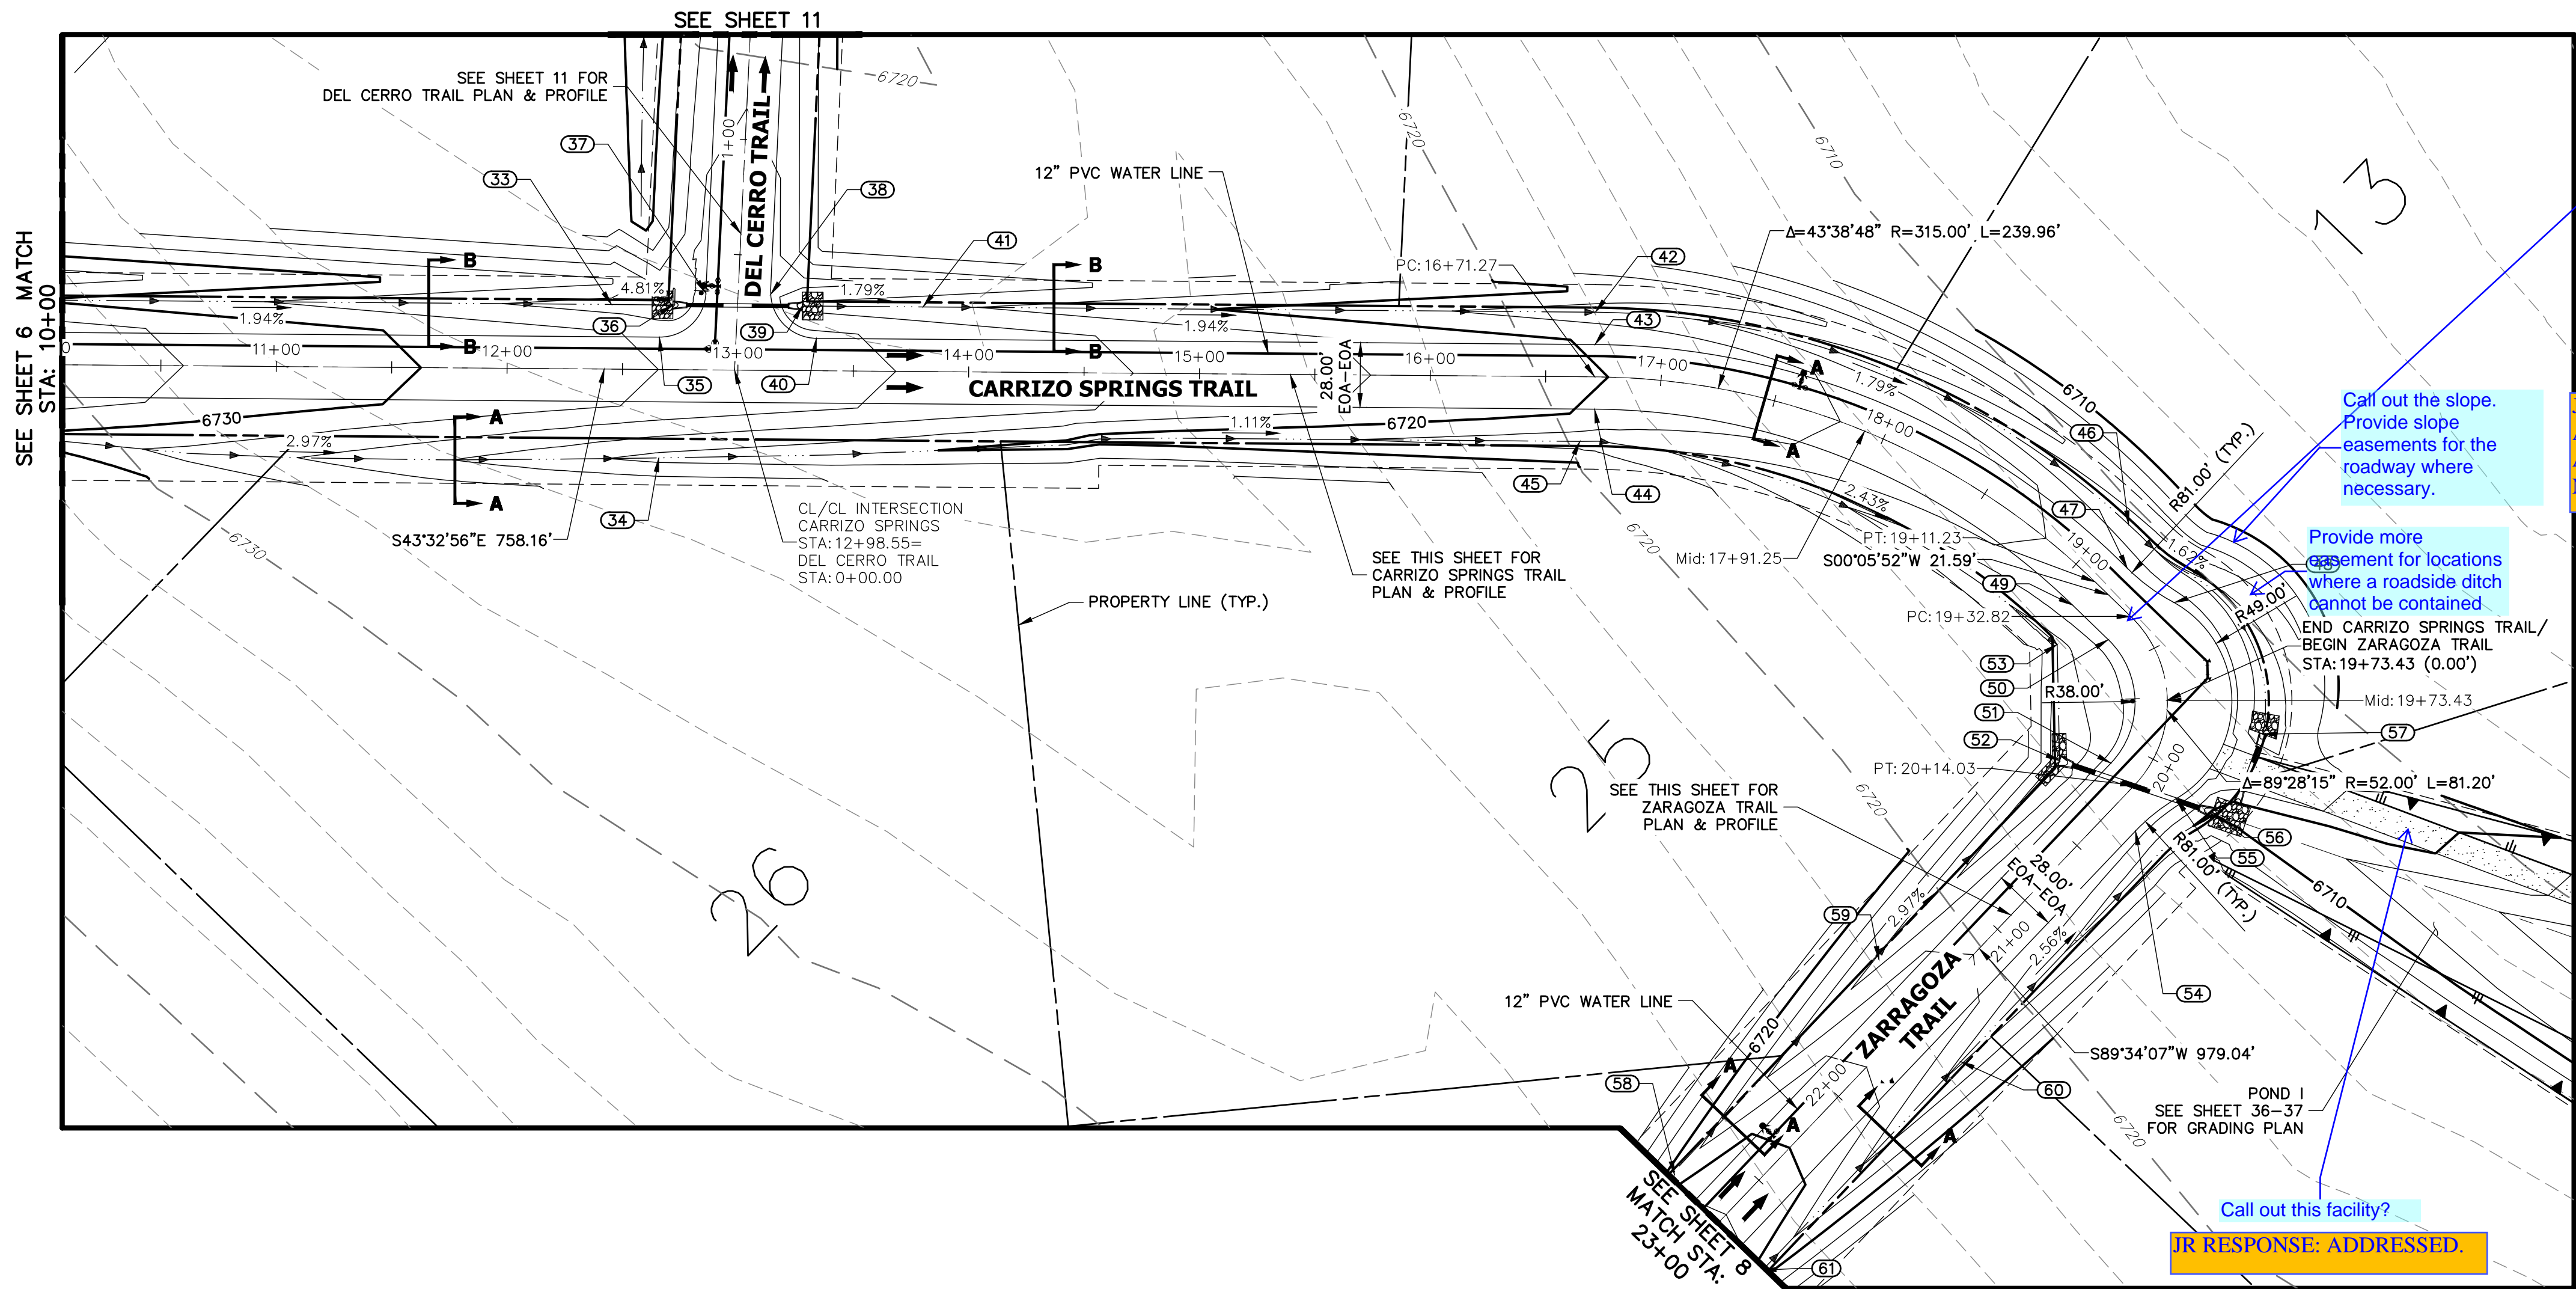 SEE SHEET 11
SEE SHEET 11 FOR
DEL CERRO TRAIL PLAN & PROFILE
6720
37
33
1+00
DEL CERRO TRAIL
38
12" PVC WATER LINE
41
6720
6710
13
Δ=43°38'48" R=315.00' L=239.96'
SEE SHEET 6 MATCH
STA: 10+00
B
B
4.81%
1.79%
PC:16+71.27
42
1.94%
36
39
1.94%
43
B
B
11+00
12+00
13+00
14+00
15+00
16+00
17+00
35
40
CARRIZO SPRINGS TRAIL
28.00'
EOA-EOA
A
A
1.79%
18+00
6710
6730
2.97%
A
A
1.11%
6720
Call out the slope.
Provide slope
easements for the
roadway where
necessary.
46
R81.00' (TYP.)
45
44
2.43%
47
34
CL/CL INTERSECTION
CARRIZO SPRINGS
STA:12+98.55=
DEL CERRO TRAIL
STA:0+00.00
S43°32'56"E 758.16'
6730
6720
PT:19+11.23
19+00
1.62%
Mid:17+91.25
S00°05'52"W 21.59'
Provide more
easement for locations
where a roadside ditch
cannot be contained
SEE THIS SHEET FOR
CARRIZO SPRINGS TRAIL
PLAN & PROFILE
49
PROPERTY LINE (TYP.)
PC:19+32.82
R49.00'
END CARRIZO SPRINGS TRAIL/
BEGIN ZARAGOZA TRAIL
STA:19+73.43 (0.00')
53
50
R38.00'
Mid:19+73.43
51
52
57
25
PT:20+14.03
20+00
Δ=89°28'15" R=52.00' L=81.20'
SEE THIS SHEET FOR
ZARAGOZA TRAIL
PLAN & PROFILE
6720
56
55
R81.00' (TYP.)
26
28.00'
EOA-EOA
6710
59
2.97%
21+00
2.56%
54
12" PVC WATER LINE
ZARRAGOZA
TRAIL
6720
S89°34'07"W 979.04'
58
A
A
22+00
A
60
6720
POND I
SEE SHEET 36-37
FOR GRADING PLAN
SEE SHEET 8
MATCH STA:
23+00
61
Call out this facility?
JR RESPONSE: ADDRESSED.